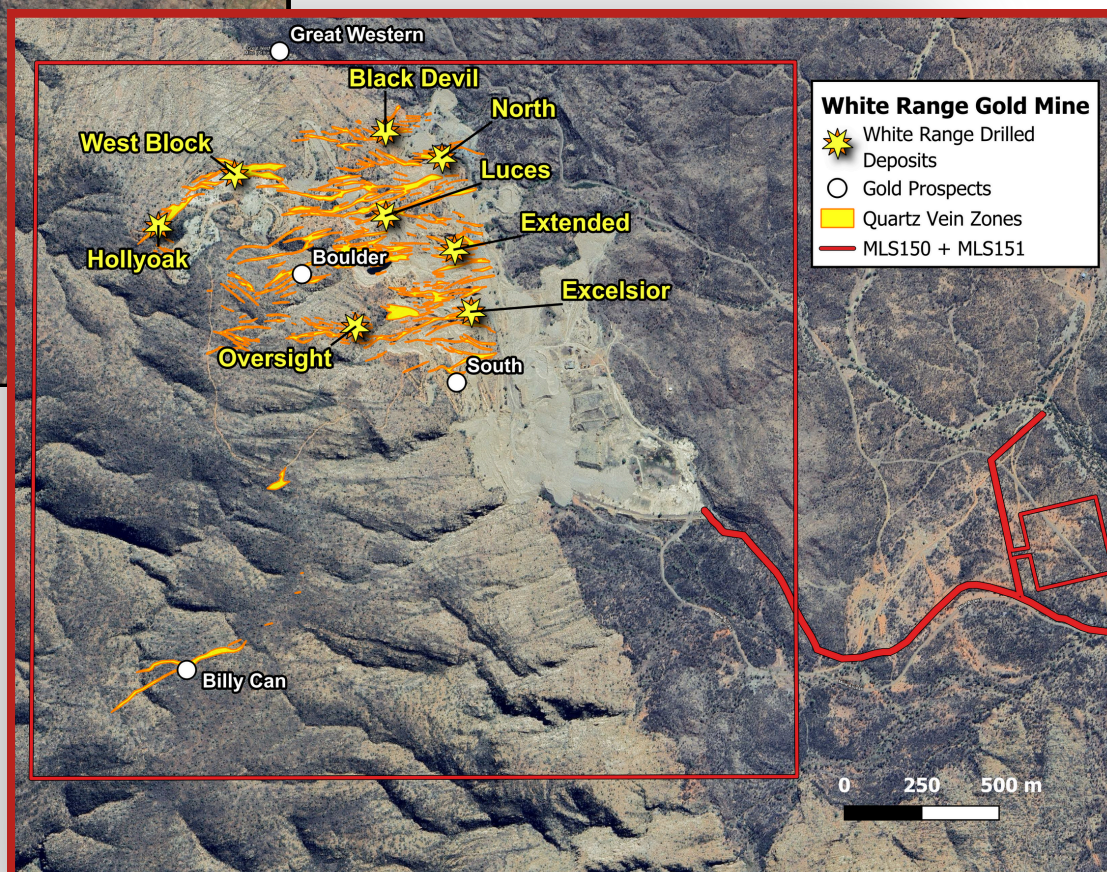 Great Western
Black Devil
North
West Block
Luces
Extended
Hollyoak
Boulder
Excelsior
Oversight
South
Billy Can
White Range Gold Mine
White Range Drilled
Deposits
Gold Prospects
Quartz Vein Zones
MLS150 + MLS151
0 250 500 m